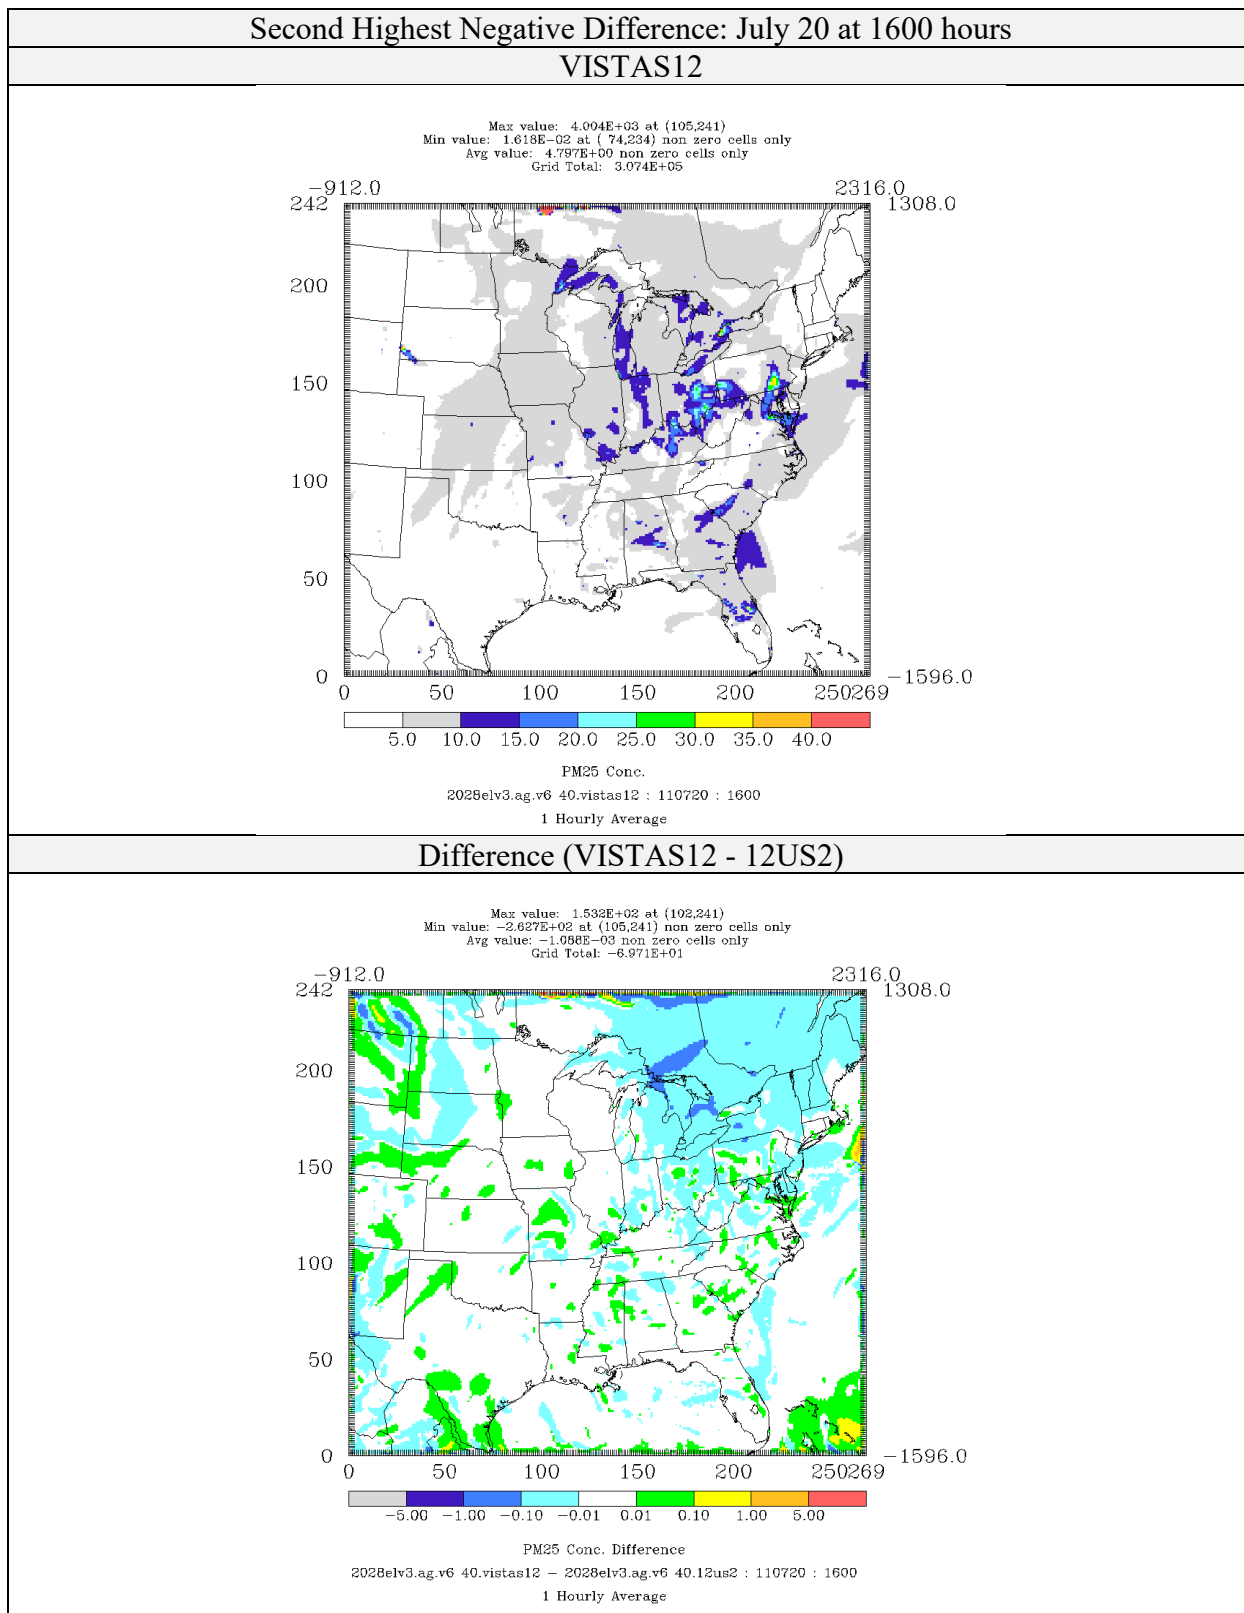 Second Highest Negative Difference: July 20 at 1600 hours
VISTAS12
Max value: 4.004E+03 at (105,241)
Min value: 1.618E-02 at ( 74,234) non zero cells only
Avg value: 4.797E+00 non zero cells only
Grid Total: 3.074E+05
-912.0 2316.0
242 1308.0
200
150
100
50
0 -1596.0
0 50 100 150 200 250 269
5.0 10.0 15.0 20.0 25.0 30.0 35.0 40.0
PM25 Conc.
2028elv3.ag.v6 40.vistas12 : 110720 : 1600
1 Hourly Average
Difference (VISTAS12 - 12US2)
Max value: 1.532E+02 at (102,241)
Min value: -2.627E+02 at (105,241) non zero cells only
Avg value: -1.088E-03 non zero cells only
Grid Total: -6.971E+01
-912.0 2316.0
242 1308.0
200
150
100
50
0 -1596.0
0 50 100 150 200 250 269
-5.00 -1.00 -0.10 -0.01 0.01 0.10 1.00 5.00
PM25 Conc. Difference
2028elv3.ag.v6 40.vistas12 - 2028elv3.ag.v6 40.12us2 : 110720 : 1600
1 Hourly Average